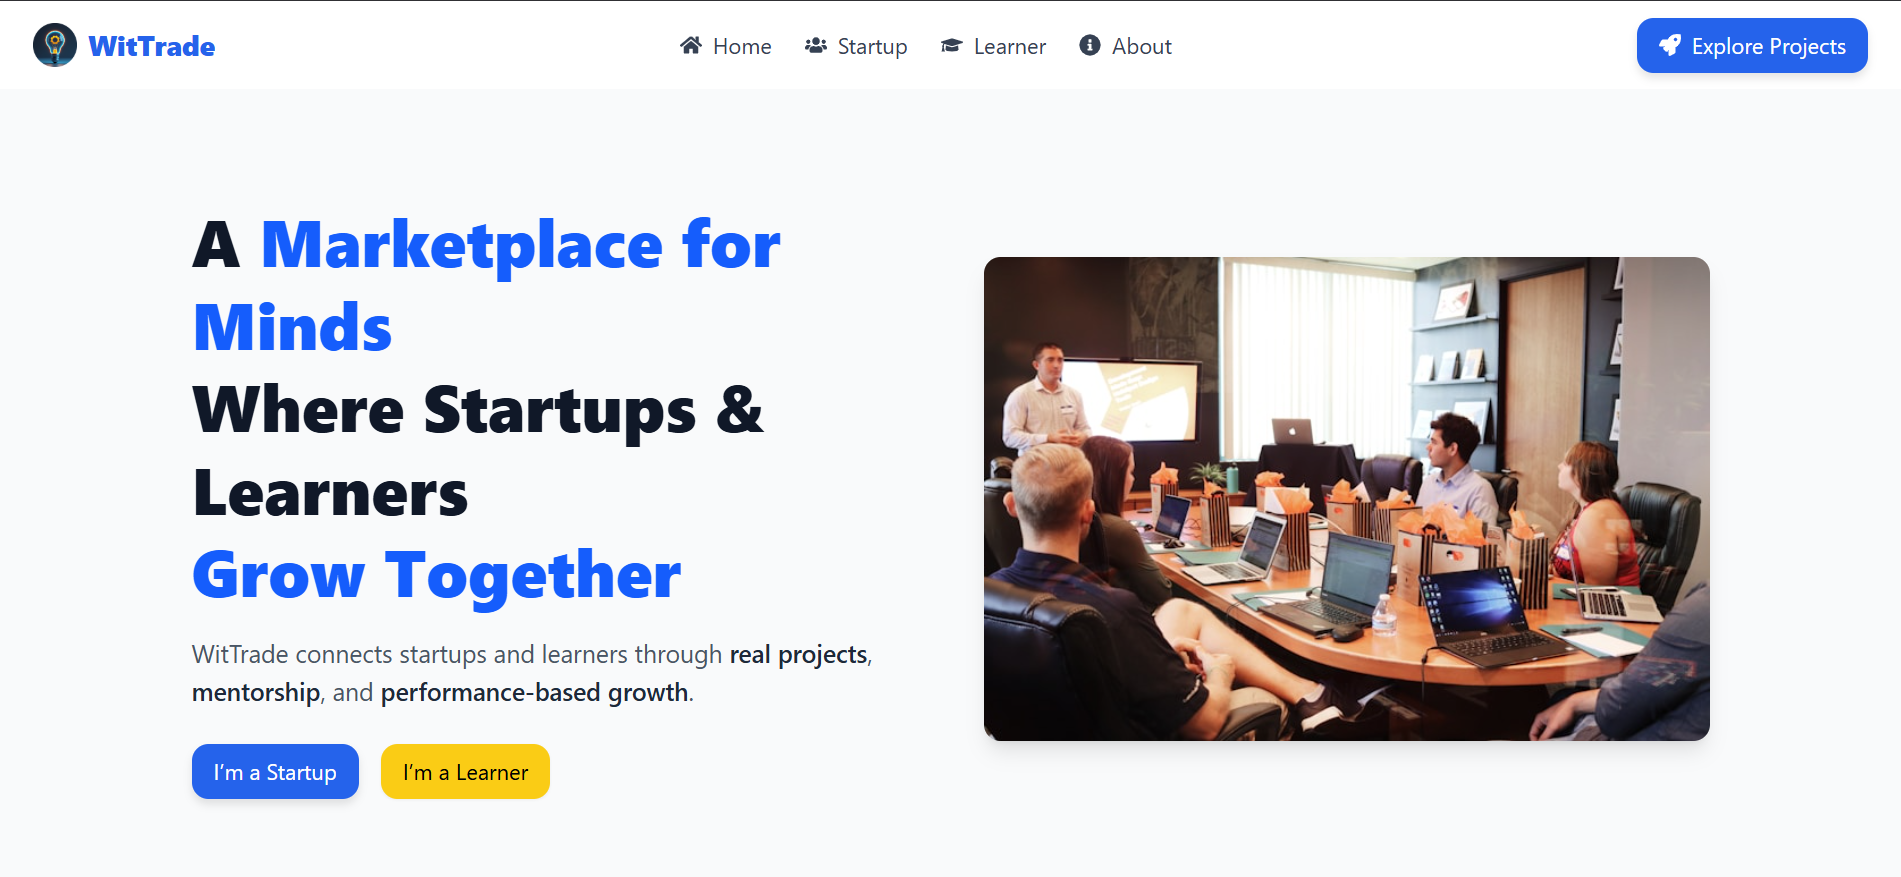 WitTrade
Home
Startup
Learner
About
Explore Projects
A Marketplace for
Minds
Where Startups &
Learners
Grow Together
WitTrade connects startups and learners through real projects,
mentorship, and performance-based growth.
I’m a Startup
I’m a Learner